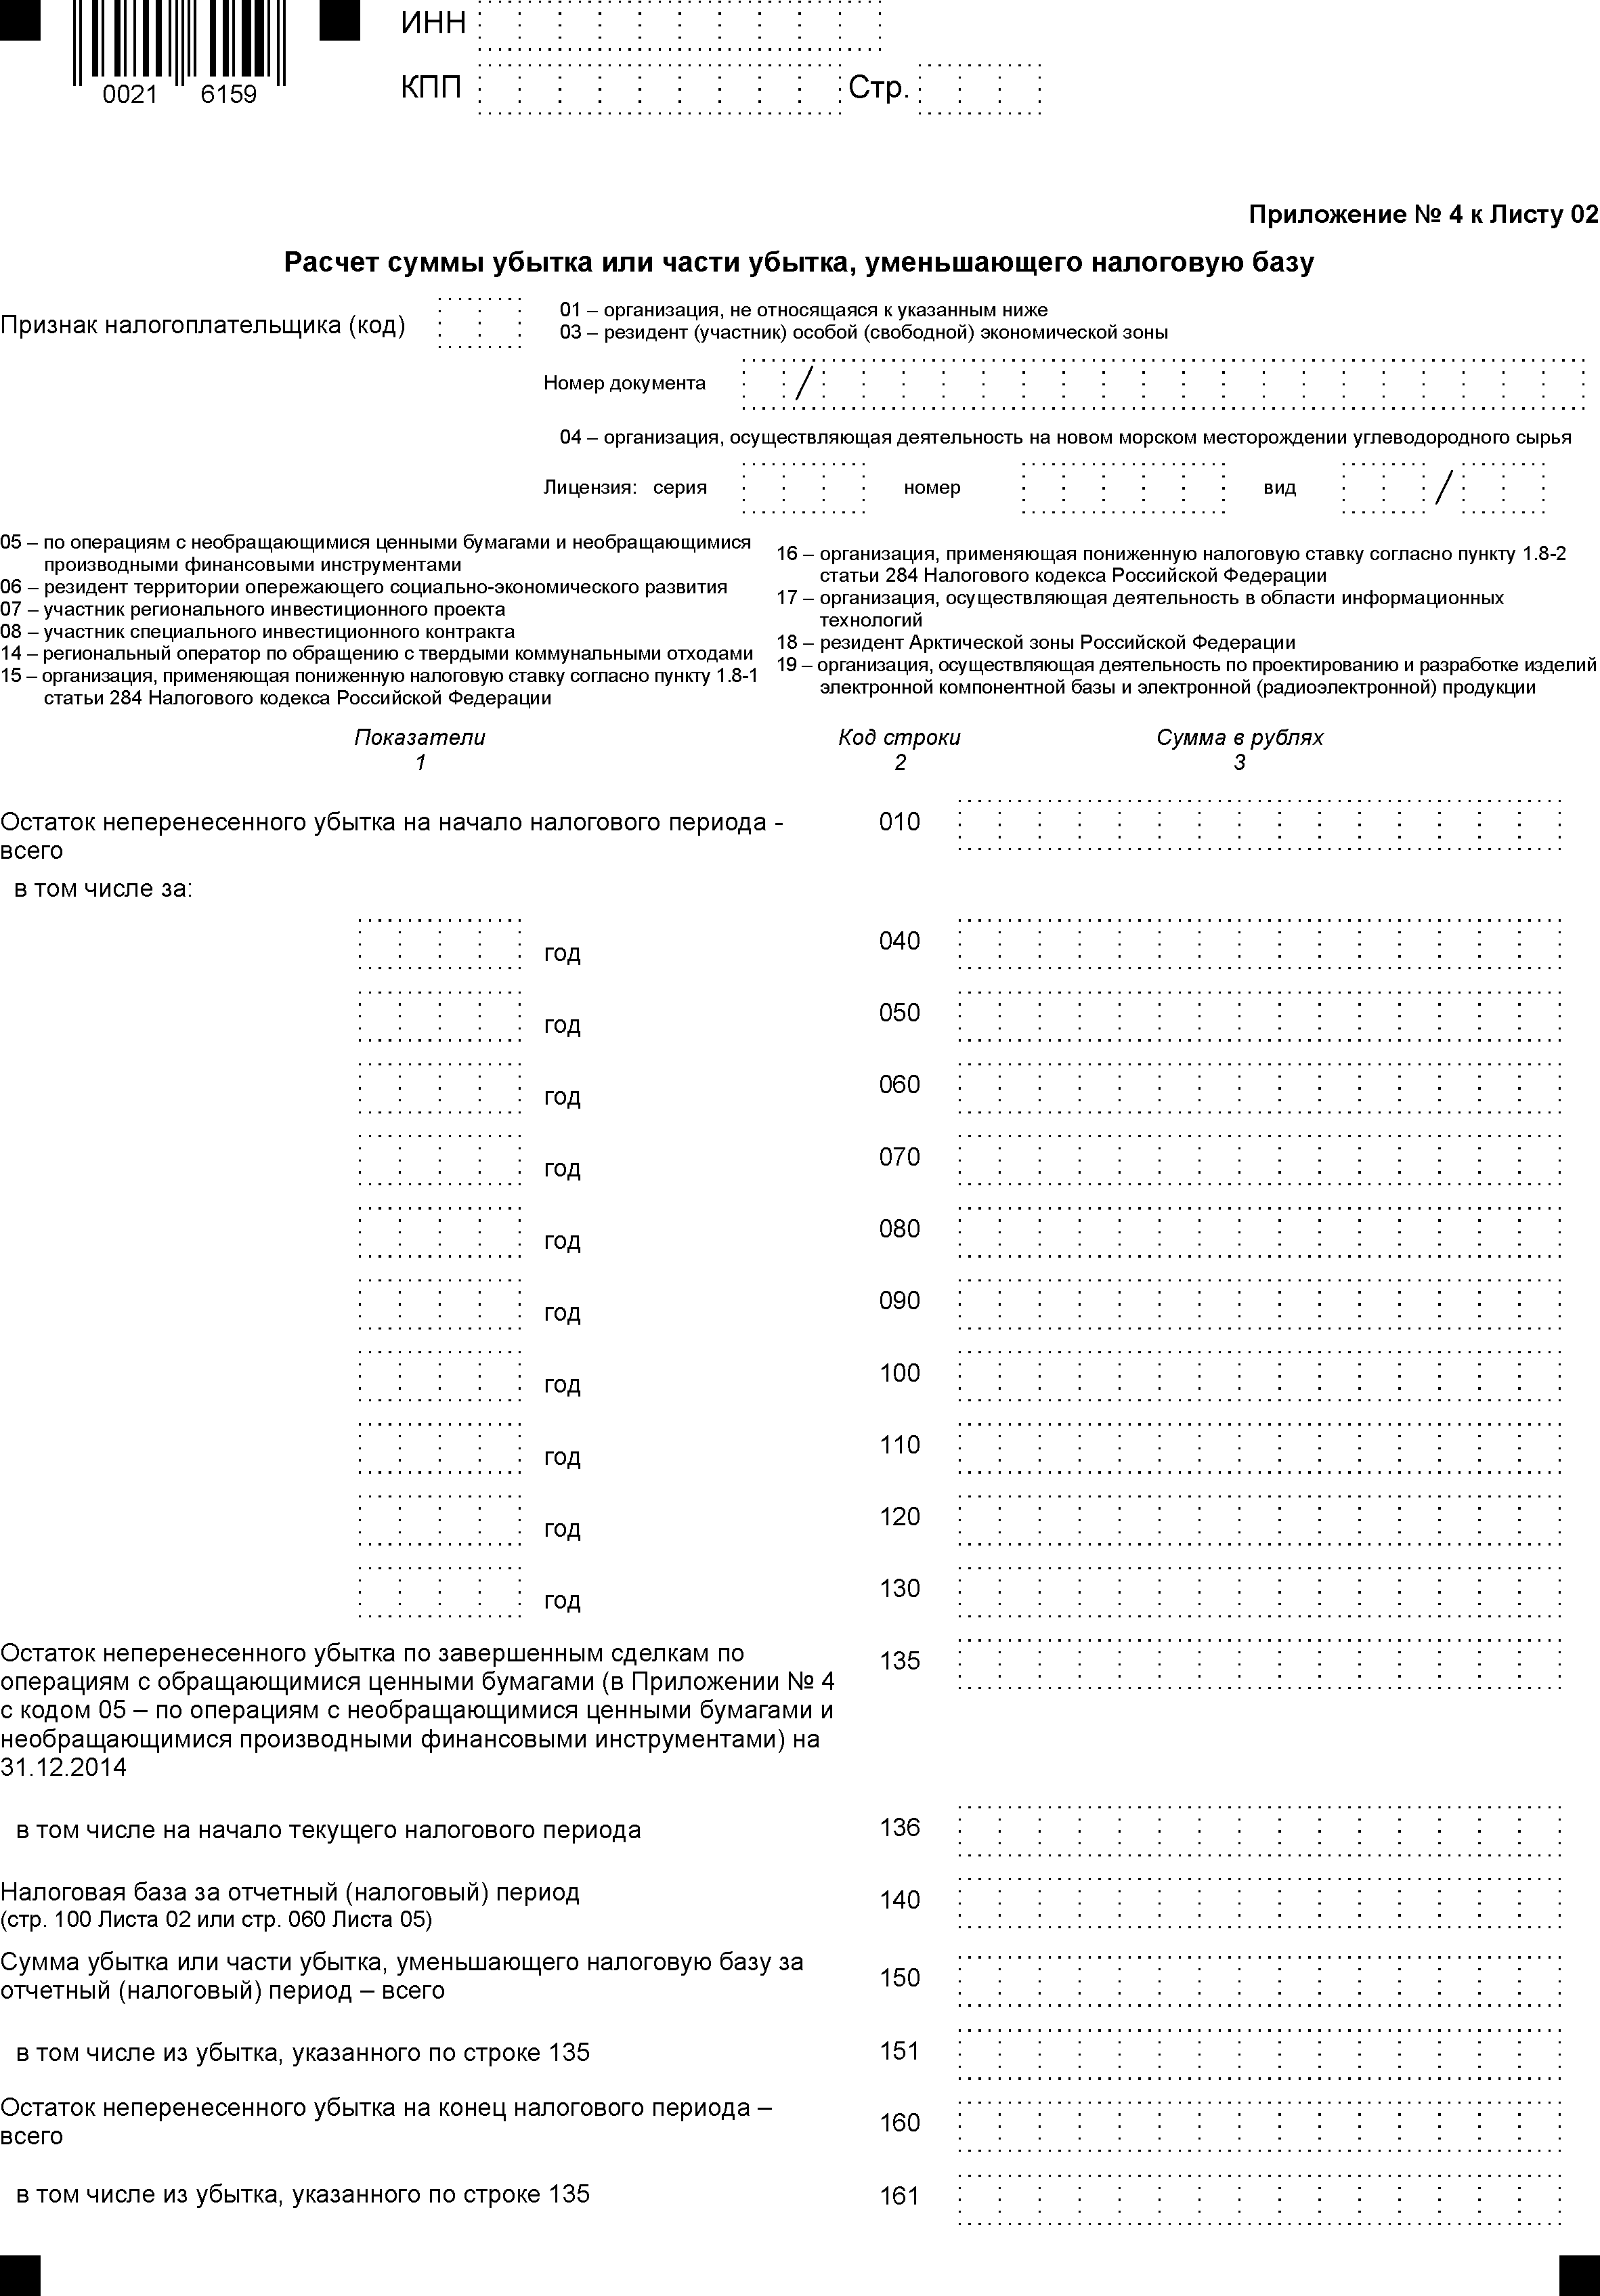 ИНН
0021 6159
КПП Стр.
Приложение № 4 к Листу 02
Расчет суммы убытка или части убытка, уменьшающего налоговую базу
Признак налогоплательщика (код)
01 – организация, не относящаяся к указанным ниже
03 – резидент (участник) особой (свободной) экономической зоны
Номер документа /
04 – организация, осуществляющая деятельность на новом морском месторождении углеводородного сырья
Лицензия: серия номер вид /
05 – по операциям с необращающимися ценными бумагами и необращающимися
производными финансовыми инструментами
06 – резидент территории опережающего социально-экономического развития
07 – участник регионального инвестиционного проекта
08 – участник специального инвестиционного контракта
14 – региональный оператор по обращению с твердыми коммунальными отходами
15 – организация, применяющая пониженную налоговую ставку согласно пункту 1.8-1
статьи 284 Налогового кодекса Российской Федерации
16 – организация, применяющая пониженную налоговую ставку согласно пункту 1.8-2
статьи 284 Налогового кодекса Российской Федерации
17 – организация, осуществляющая деятельность в области информационных
технологий
18 – резидент Арктической зоны Российской Федерации
19 – организация, осуществляющая деятельность по проектированию и разработке изделий
электронной компонентной базы и электронной (радиоэлектронной) продукции
Показатели Код строки Сумма в рублях
1 2 3
Остаток неперенесенного убытка на начало налогового периода - 010
всего
в том числе за:
год 040
год 050
год 060
год 070
год 080
год 090
год 100
год 110
год 120
год 130
Остаток неперенесенного убытка по завершенным сделкам по 135
операциям с обращающимися ценными бумагами (в Приложении № 4
с кодом 05 – по операциям с необращающимися ценными бумагами и
необращающимися производными финансовыми инструментами) на
31.12.2014
в том числе на начало текущего налогового периода 136
Налоговая база за отчетный (налоговый) период 140
(стр. 100 Листа 02 или стр. 060 Листа 05)
Сумма убытка или части убытка, уменьшающего налоговую базу за 150
отчетный (налоговый) период – всего
в том числе из убытка, указанного по строке 135 151
Остаток неперенесенного убытка на конец налогового периода – 160
всего
в том числе из убытка, указанного по строке 135 161